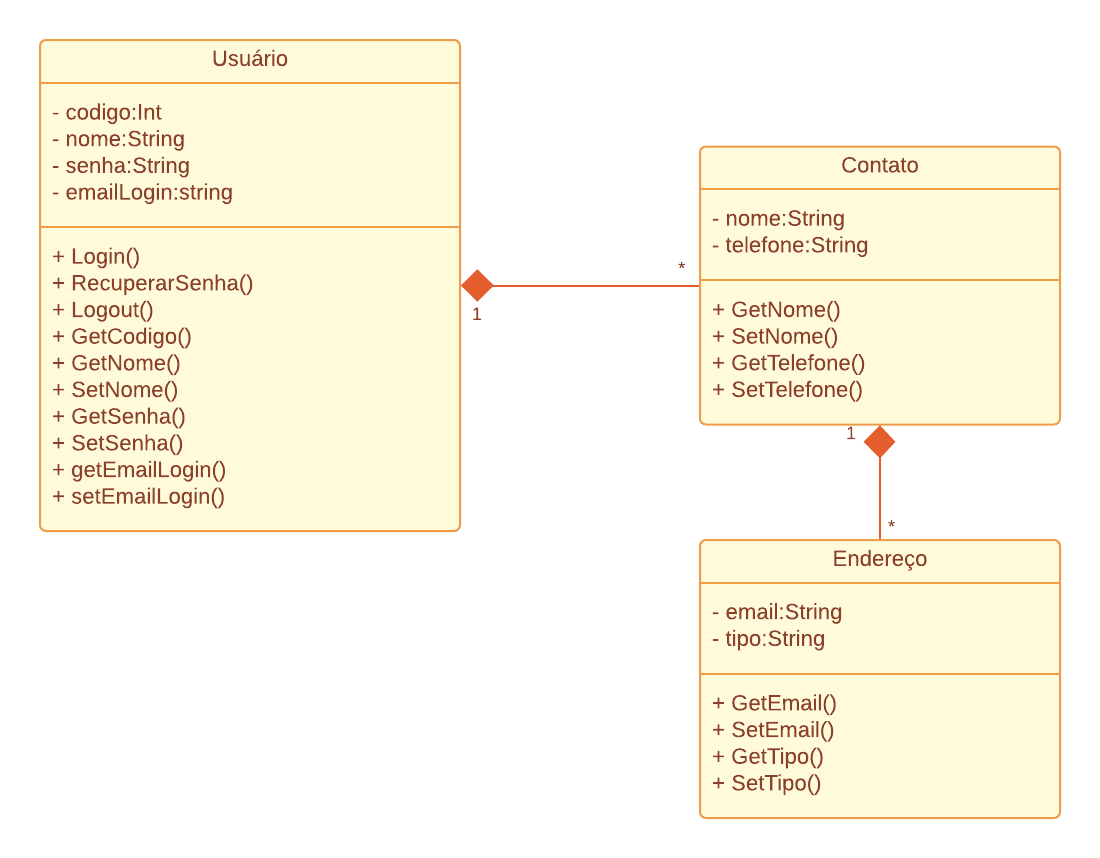 Usuário
- codigo:Int
- nome:String
- senha:String
- emailLogin:string
+ Login()
+ RecuperarSenha()
+ Logout()
+ GetCodigo()
+ GetNome()
+ SetNome()
+ GetSenha()
+ SetSenha()
+ getEmailLogin()
+ setEmailLogin()
1
*
Contato
- nome:String
- telefone:String
+ GetNome()
+ SetNome()
+ GetTelefone()
+ SetTelefone()
1
*
Endereço
- email:String
- tipo:String
+ GetEmail()
+ SetEmail()
+ GetTipo()
+ SetTipo()